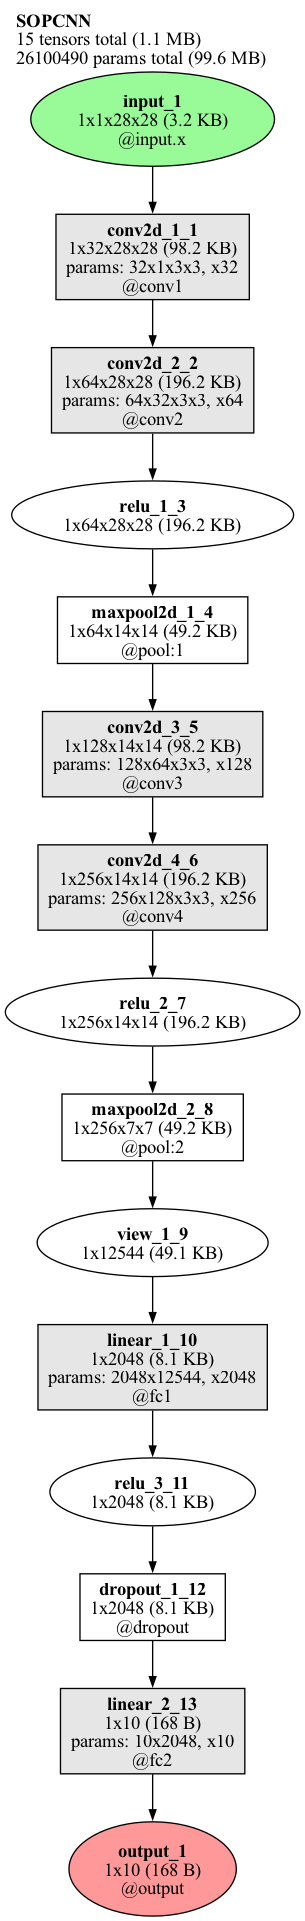 SOPCNN
15 tensors total (1.1 MB)
26100490 params total (99.6 MB)
input_1
1x1x28x28 (3.2 KB)
@input.x
conv2d_1_1
1x32x28x28 (98.2 KB)
params: 32x1x3x3, x32
@conv1
conv2d_2_2
1x64x28x28 (196.2 KB)
params: 64x32x3x3, x64
@conv2
relu_1_3
1x64x28x28 (196.2 KB)
maxpool2d_1_4
1x64x14x14 (49.2 KB)
@pool:1
conv2d_3_5
1x128x14x14 (98.2 KB)
params: 128x64x3x3, x128
@conv3
conv2d_4_6
1x256x14x14 (196.2 KB)
params: 256x128x3x3, x256
@conv4
relu_2_7
1x256x14x14 (196.2 KB)
maxpool2d_2_8
1x256x7x7 (49.2 KB)
@pool:2
view_1_9
1x12544 (49.1 KB)
linear_1_10
1x2048 (8.1 KB)
params: 2048x12544, x2048
@fc1
relu_3_11
1x2048 (8.1 KB)
dropout_1_12
1x2048 (8.1 KB)
@dropout
linear_2_13
1x10 (168 B)
params: 10x2048, x10
@fc2
output_1
1x10 (168 B)
@output